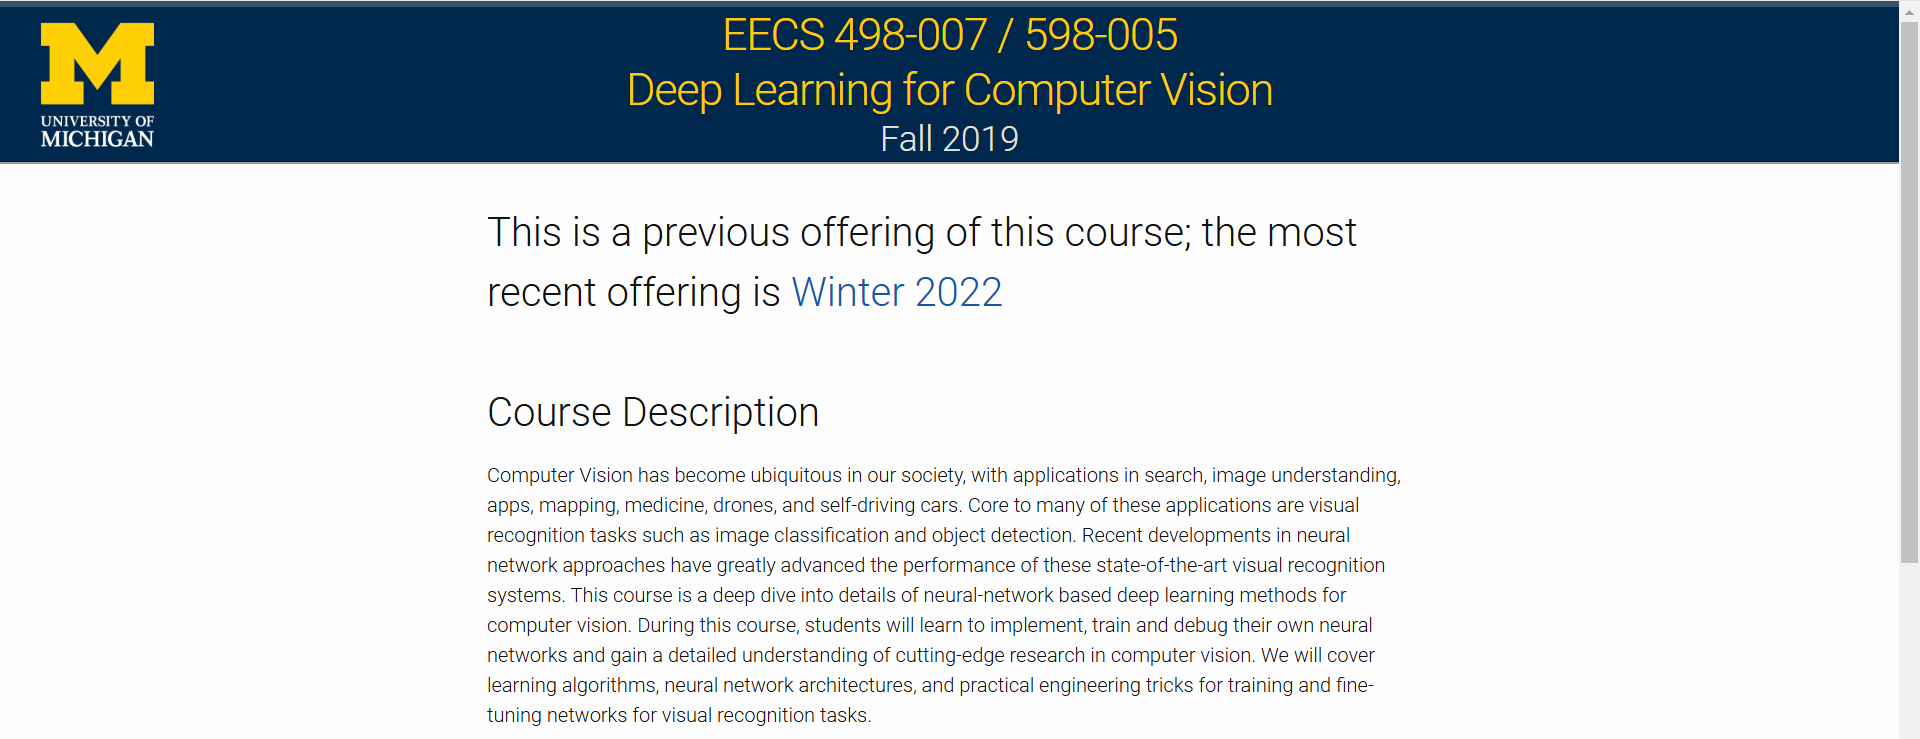 UNIVERSITY OF
MICHIGAN
EECS 498-007 / 598-005
Deep Learning for Computer Vision
Fall 2019
This is a previous offering of this course; the most
recent offering is Winter 2022
Course Description
Computer Vision has become ubiquitous in our society, with applications in search, image understanding,
apps, mapping, medicine, drones, and self-driving cars. Core to many of these applications are visual
recognition tasks such as image classification and object detection. Recent developments in neural
network approaches have greatly advanced the performance of these state-of-the-art visual recognition
systems. This course is a deep dive into details of neural-network based deep learning methods for
computer vision. During this course, students will learn to implement, train and debug their own neural
networks and gain a detailed understanding of cutting-edge research in computer vision. We will cover
learning algorithms, neural network architectures, and practical engineering tricks for training and fine-
tuning networks for visual recognition tasks.